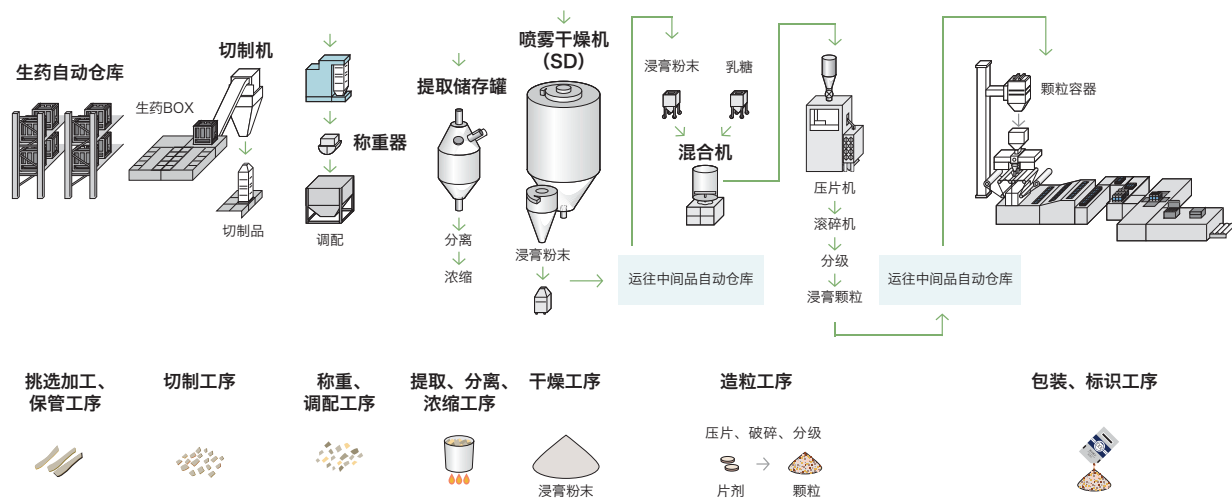 生药自动仓库
生药BOX
切制机
切制品
称重器
调配
提取储存罐
分离
浓缩
喷雾干燥机
（SD）
浸膏粉末
运往中间品自动仓库
浸膏粉末
乳糖
混合机
压片机
滚碎机
分级
浸膏颗粒
运往中间品自动仓库
颗粒容器
挑选加工、
保管工序
切制工序
称重、
调配工序
提取、分离、
浓缩工序
干燥工序
浸膏粉末
造粒工序
压片、破碎、分级
片剂
颗粒
包装、标识工序